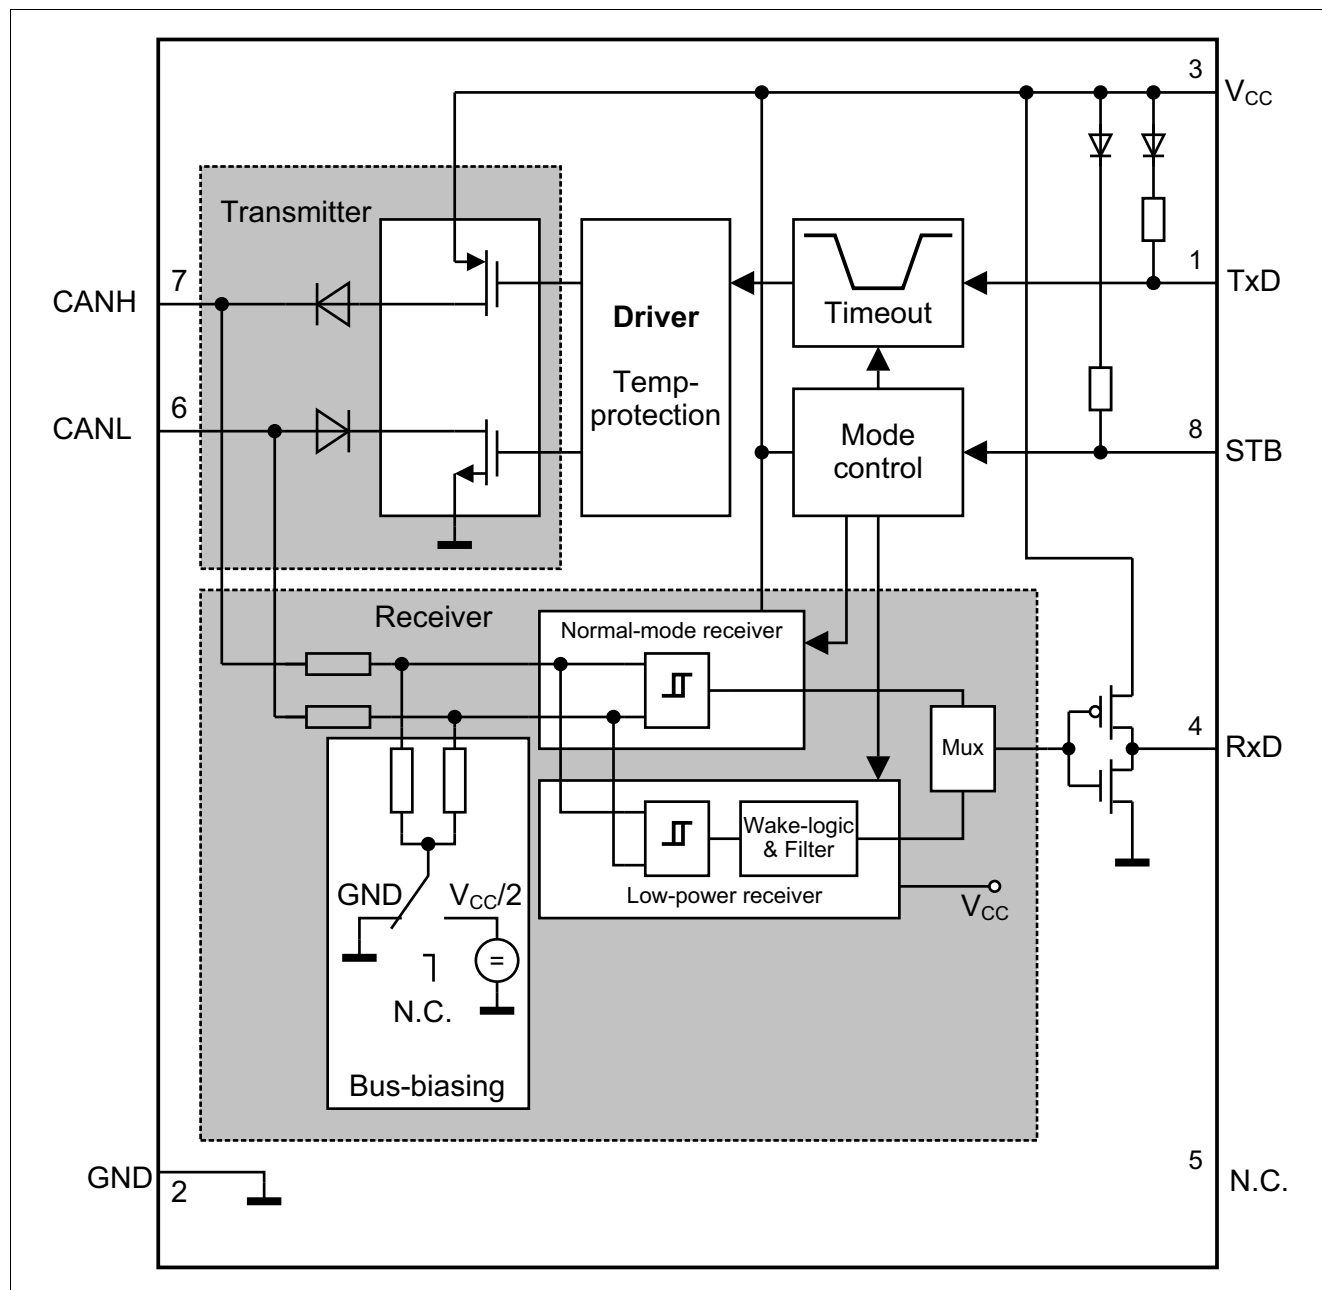 3
VCC
Transmitter
7
CANH
Driver
Temp-
protection
Timeout
1
TxD
6
CANL
Mode
control
8
STB
Receiver
Normal-mode receiver
Mux
4
RxD
Wake-logic
& Filter
Low-power receiver
VCC
GND
VCC/2
=
N.C.
Bus-biasing
GND
2
5
N.C.